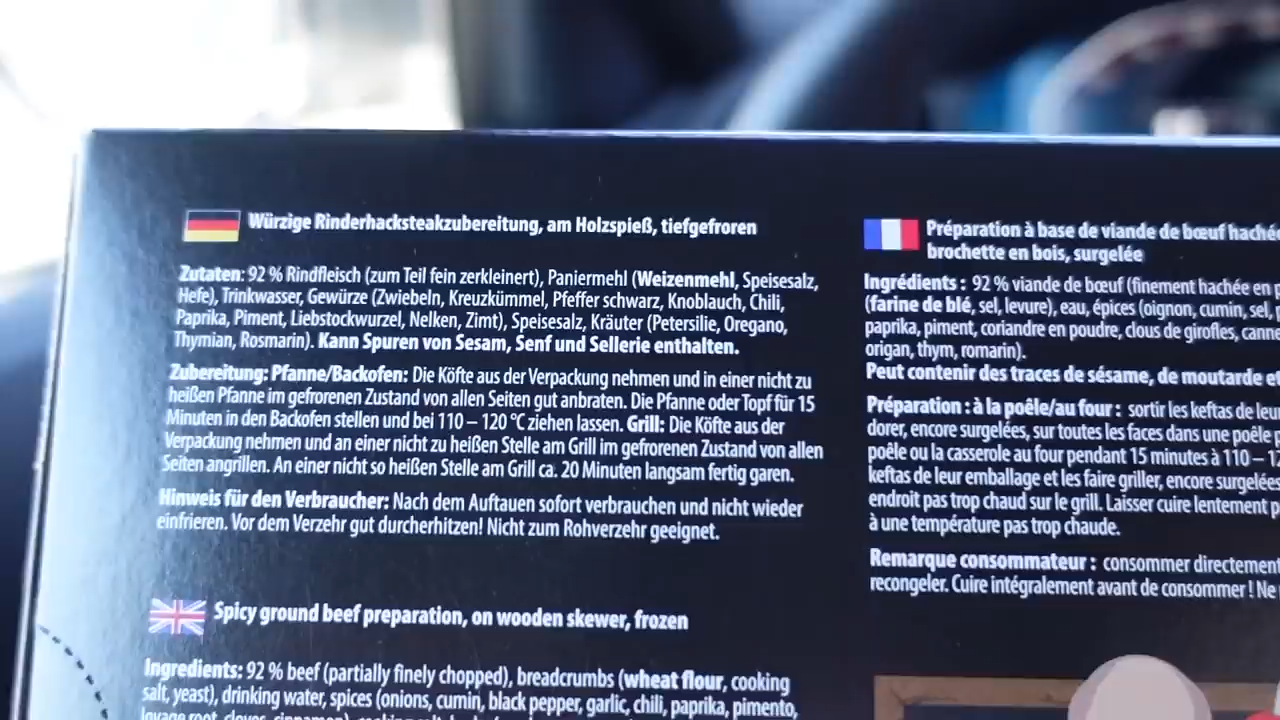 Würzige Rinderhacksteakzubereitung, am Holzspieß, tiefgefroren
Zutaten: 92 % Rindfleisch (zum Teil fein zerkleinert), Paniermehl (Weizenmehl, Speisesalz,
Hefe), Trinkwasser, Gewürze (Zwiebeln, Kreuzkümmel, Pfeffer schwarz, Knoblauch, Chili,
Paprika, Piment, Liebstockwurzel, Nelken, Zimt), Speisesalz, Kräuter (Petersilie, Oregano,
Thymian, Rosmarin). Kann Spuren von Sesam, Senf und Sellerie enthalten.
Zubereitung: Pfanne/Backofen: Die Köfte aus der Verpackung nehmen und in einer nicht zu
heißen Pfanne im gefrorenen Zustand von allen Seiten gut anbraten. Die Pfanne oder Topf für 15
Minuten in den Backofen stellen und bei 110 – 120 °C ziehen lassen. Grill: Die Köfte aus der
Verpackung nehmen und an einer nicht zu heißen Stelle am Grill im gefrorenen Zustand von allen
Seiten angrillen. An einer nicht so heißen Stelle am Grill ca. 20 Minuten langsam fertig garen.
Hinweis für den Verbraucher: Nach dem Auftauen sofort verbrauchen und nicht wieder
einfrieren. Vor dem Verzehr gut durcherhitzen! Nicht zum Rohverzehr geeignet.
Spicy ground beef preparation, on wooden skewer, frozen
Ingredients: 92 % beef (partially finely chopped), breadcrumbs (wheat flour, cooking
salt, yeast), drinking water, spices (onions, cumin, black pepper, garlic, chili, paprika, pimento,
Préparation à base de viande de bœuf haché
brochette en bois, surgelée
Ingrédients : 92 % viande de bœuf (finement hachée en
(farine de blé, sel, levure), eau, épices (oignon, cumin, sel,
paprika, piment, coriandre en poudre, clous de girofles,
origan, thym, romarin).
Peut contenir des traces de sésame, de moutarde et
Préparation : à la poêle/au four : sortir les keftas de leur
dorer, encore surgelées, sur toutes les faces dans une poêle
poêle ou la casserole au four pendant 15 minutes à 110 –
keftas de leur emballage et les faire griller, encore surgelées
endroit pas trop chaud sur le gril. Laisser cuire lentement
à une température pas trop chaude.
Remarque consommateur : consommer directement
recongeler. Cuire intégralement avant de consommer ! Ne